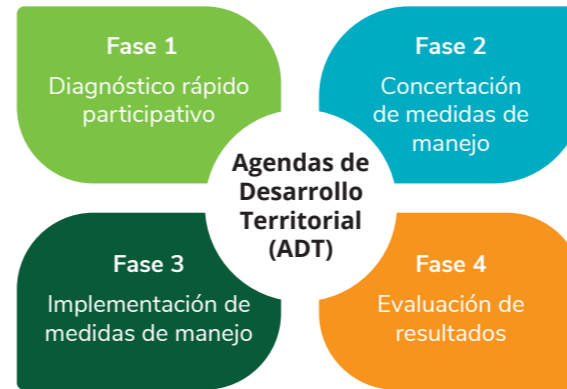 Fase 1
Diagnóstico rápido
participativo
Fase 2
Concertación
de medidas de
manejo
Agendas de
Desarrollo
Territorial
(ADT)
Fase 3
Implementación de
medidas de manejo
Fase 4
Evaluación de
resultados